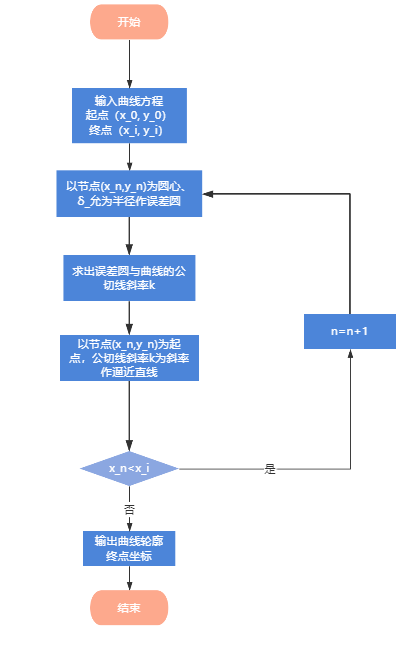 开始
输入曲线方程
起点（x_0, y_0）
终点（x_i, y_i）
以节点(x_n,y_n)为圆心、
δ_允为半径作误差圆
求出误差圆与曲线的公
切线斜率k
以节点(x_n,y_n)为起
点，公切线斜率k为斜率
作逼近直线
n=n+1
x_n<x_i
是
否
输出曲线轮廓
终点坐标
结束